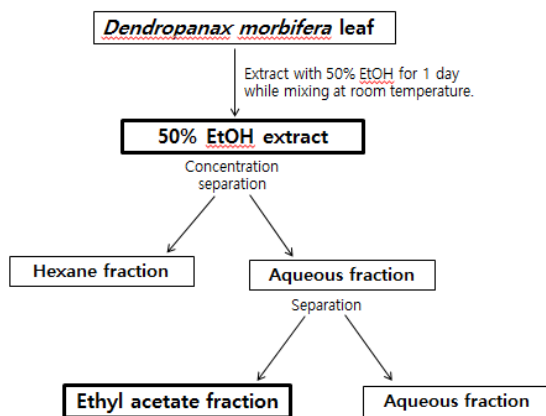 Dendropanax morbifera leaf
Extract with 50% EtOH for 1 day
while mixing at room temperature.
50% EtOH extract
Concentration
separation
Hexane fraction
Aqueous fraction
Separation
Ethyl acetate fraction
Aqueous fraction